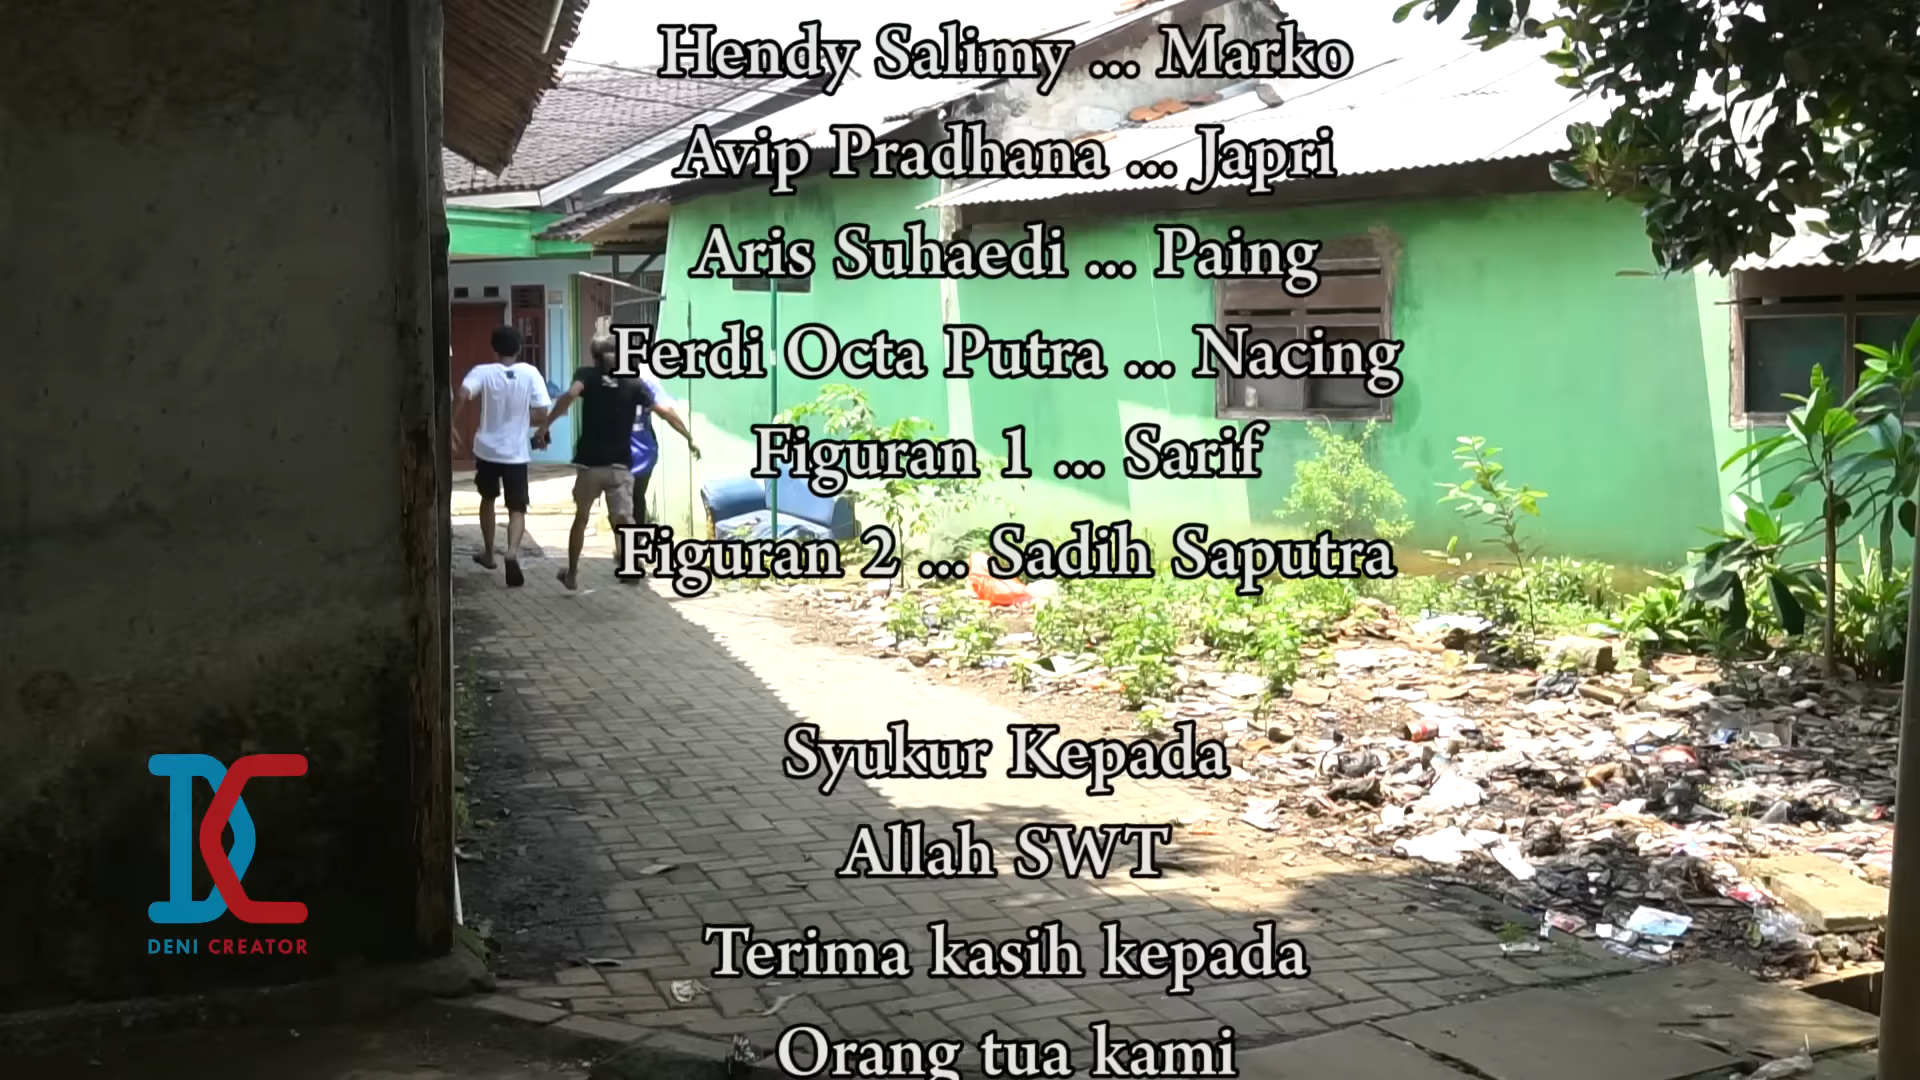 Hendy Salimy ... Marko
Avip Pradhana ... Japri
Aris Suhaedi ... Paing
Ferdi Octa Putra ... Nacing
Figuran 1 ... Sarif
Figuran 2 ... Sadih Saputra
Syukur Kepada
Allah SWT
Terima kasih kepada
Orang tua kami
DC
DENI CREATOR